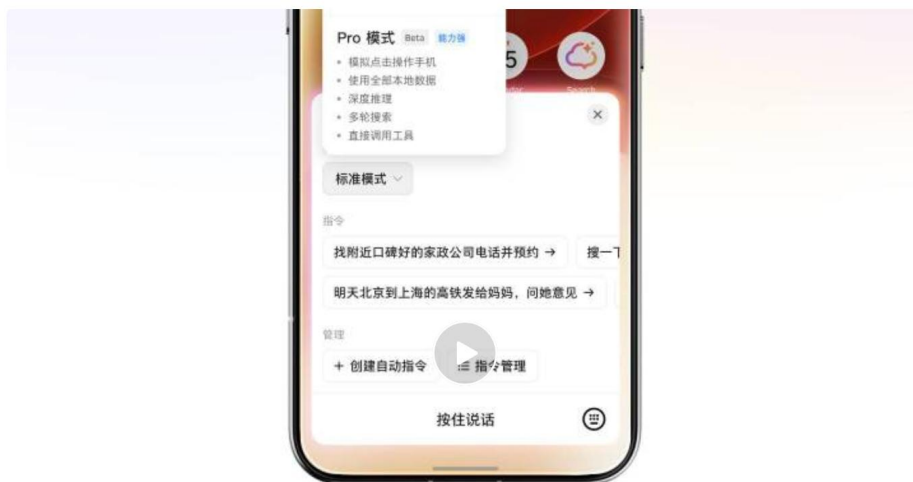 Pro 模式 Beta 能力强
• 模拟点击操作手机
• 使用全部本地数据
• 深度推理
• 多轮搜索
• 直接调用工具
5
Search
标准模式
指令
找附近口碑好的家政公司电话并预约 →
搜一下
明天北京到上海的高铁发给妈妈，问她意见 →
管理
+ 创建自动指令
指令管理
按住说话